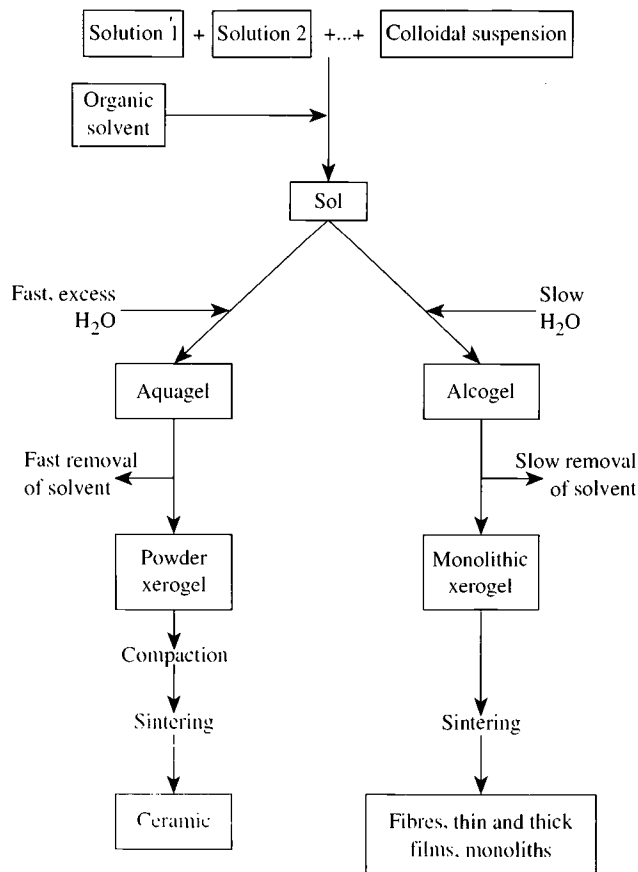 Solution 1 + Solution 2 +...+ Colloidal suspension
Organic
solvent
Sol
Fast, excess
H₂O
Slow
H₂O
Aquagel
Alcogel
Fast removal
of solvent
Slow removal
of solvent
Powder
xerogel
Monolithic
xerogel
Compaction
Sintering
Sintering
Ceramic
Fibres, thin and thick
films, monoliths